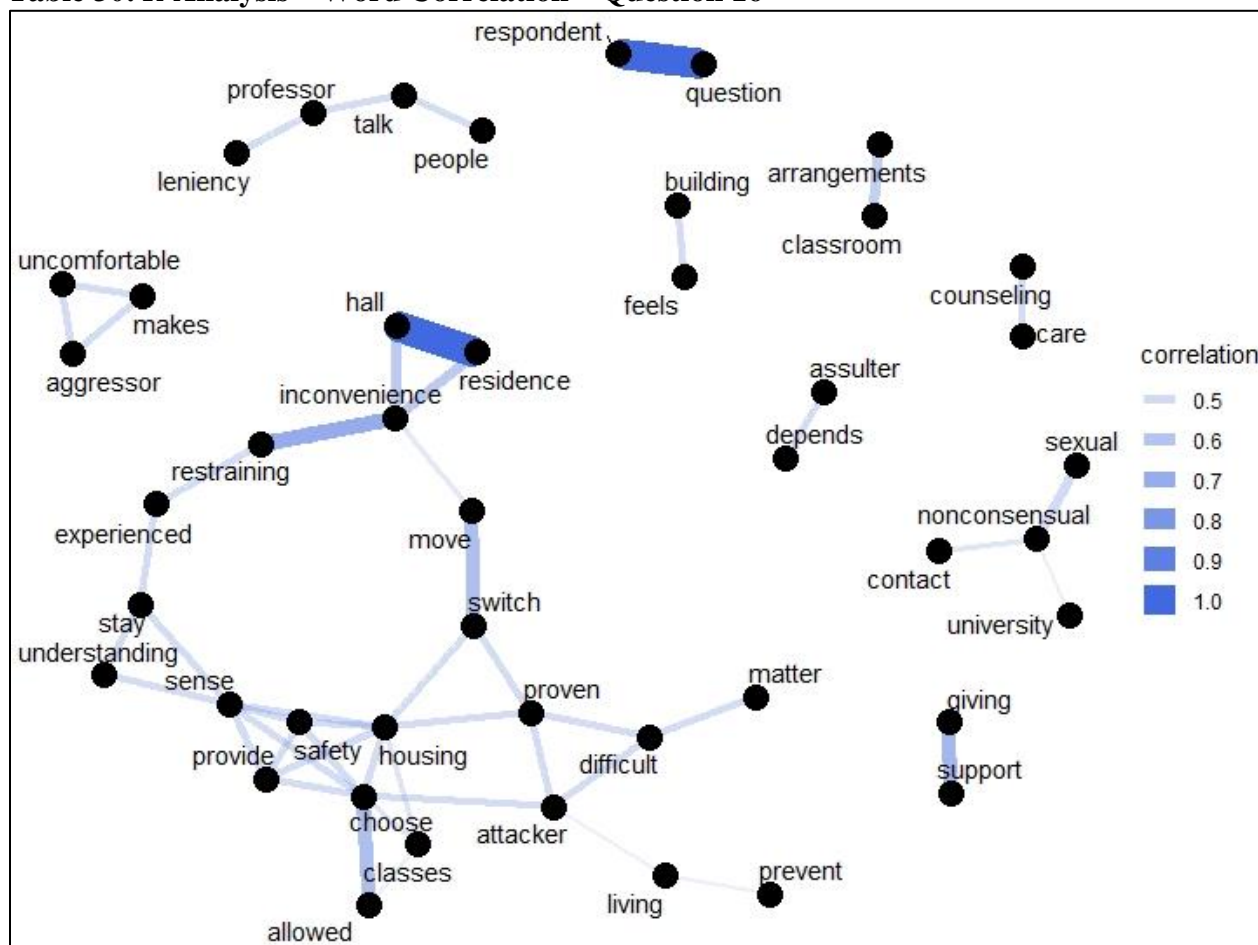 respondent
question
professor
talk
people
leniency
building
feels
arrangements
classroom
uncomfortable
makes
aggressor
hall
residence
inconvenience
restraining
experienced
counseling
care
assulter
depends
correlation
0.5
0.6
0.7
0.8
0.9
1.0
sexual
nonconsensual
contact
university
move
switch
stay
understanding
sense
provide
safety
housing
proven
difficult
matter
giving
support
choose
classes
allowed
attacker
living
prevent